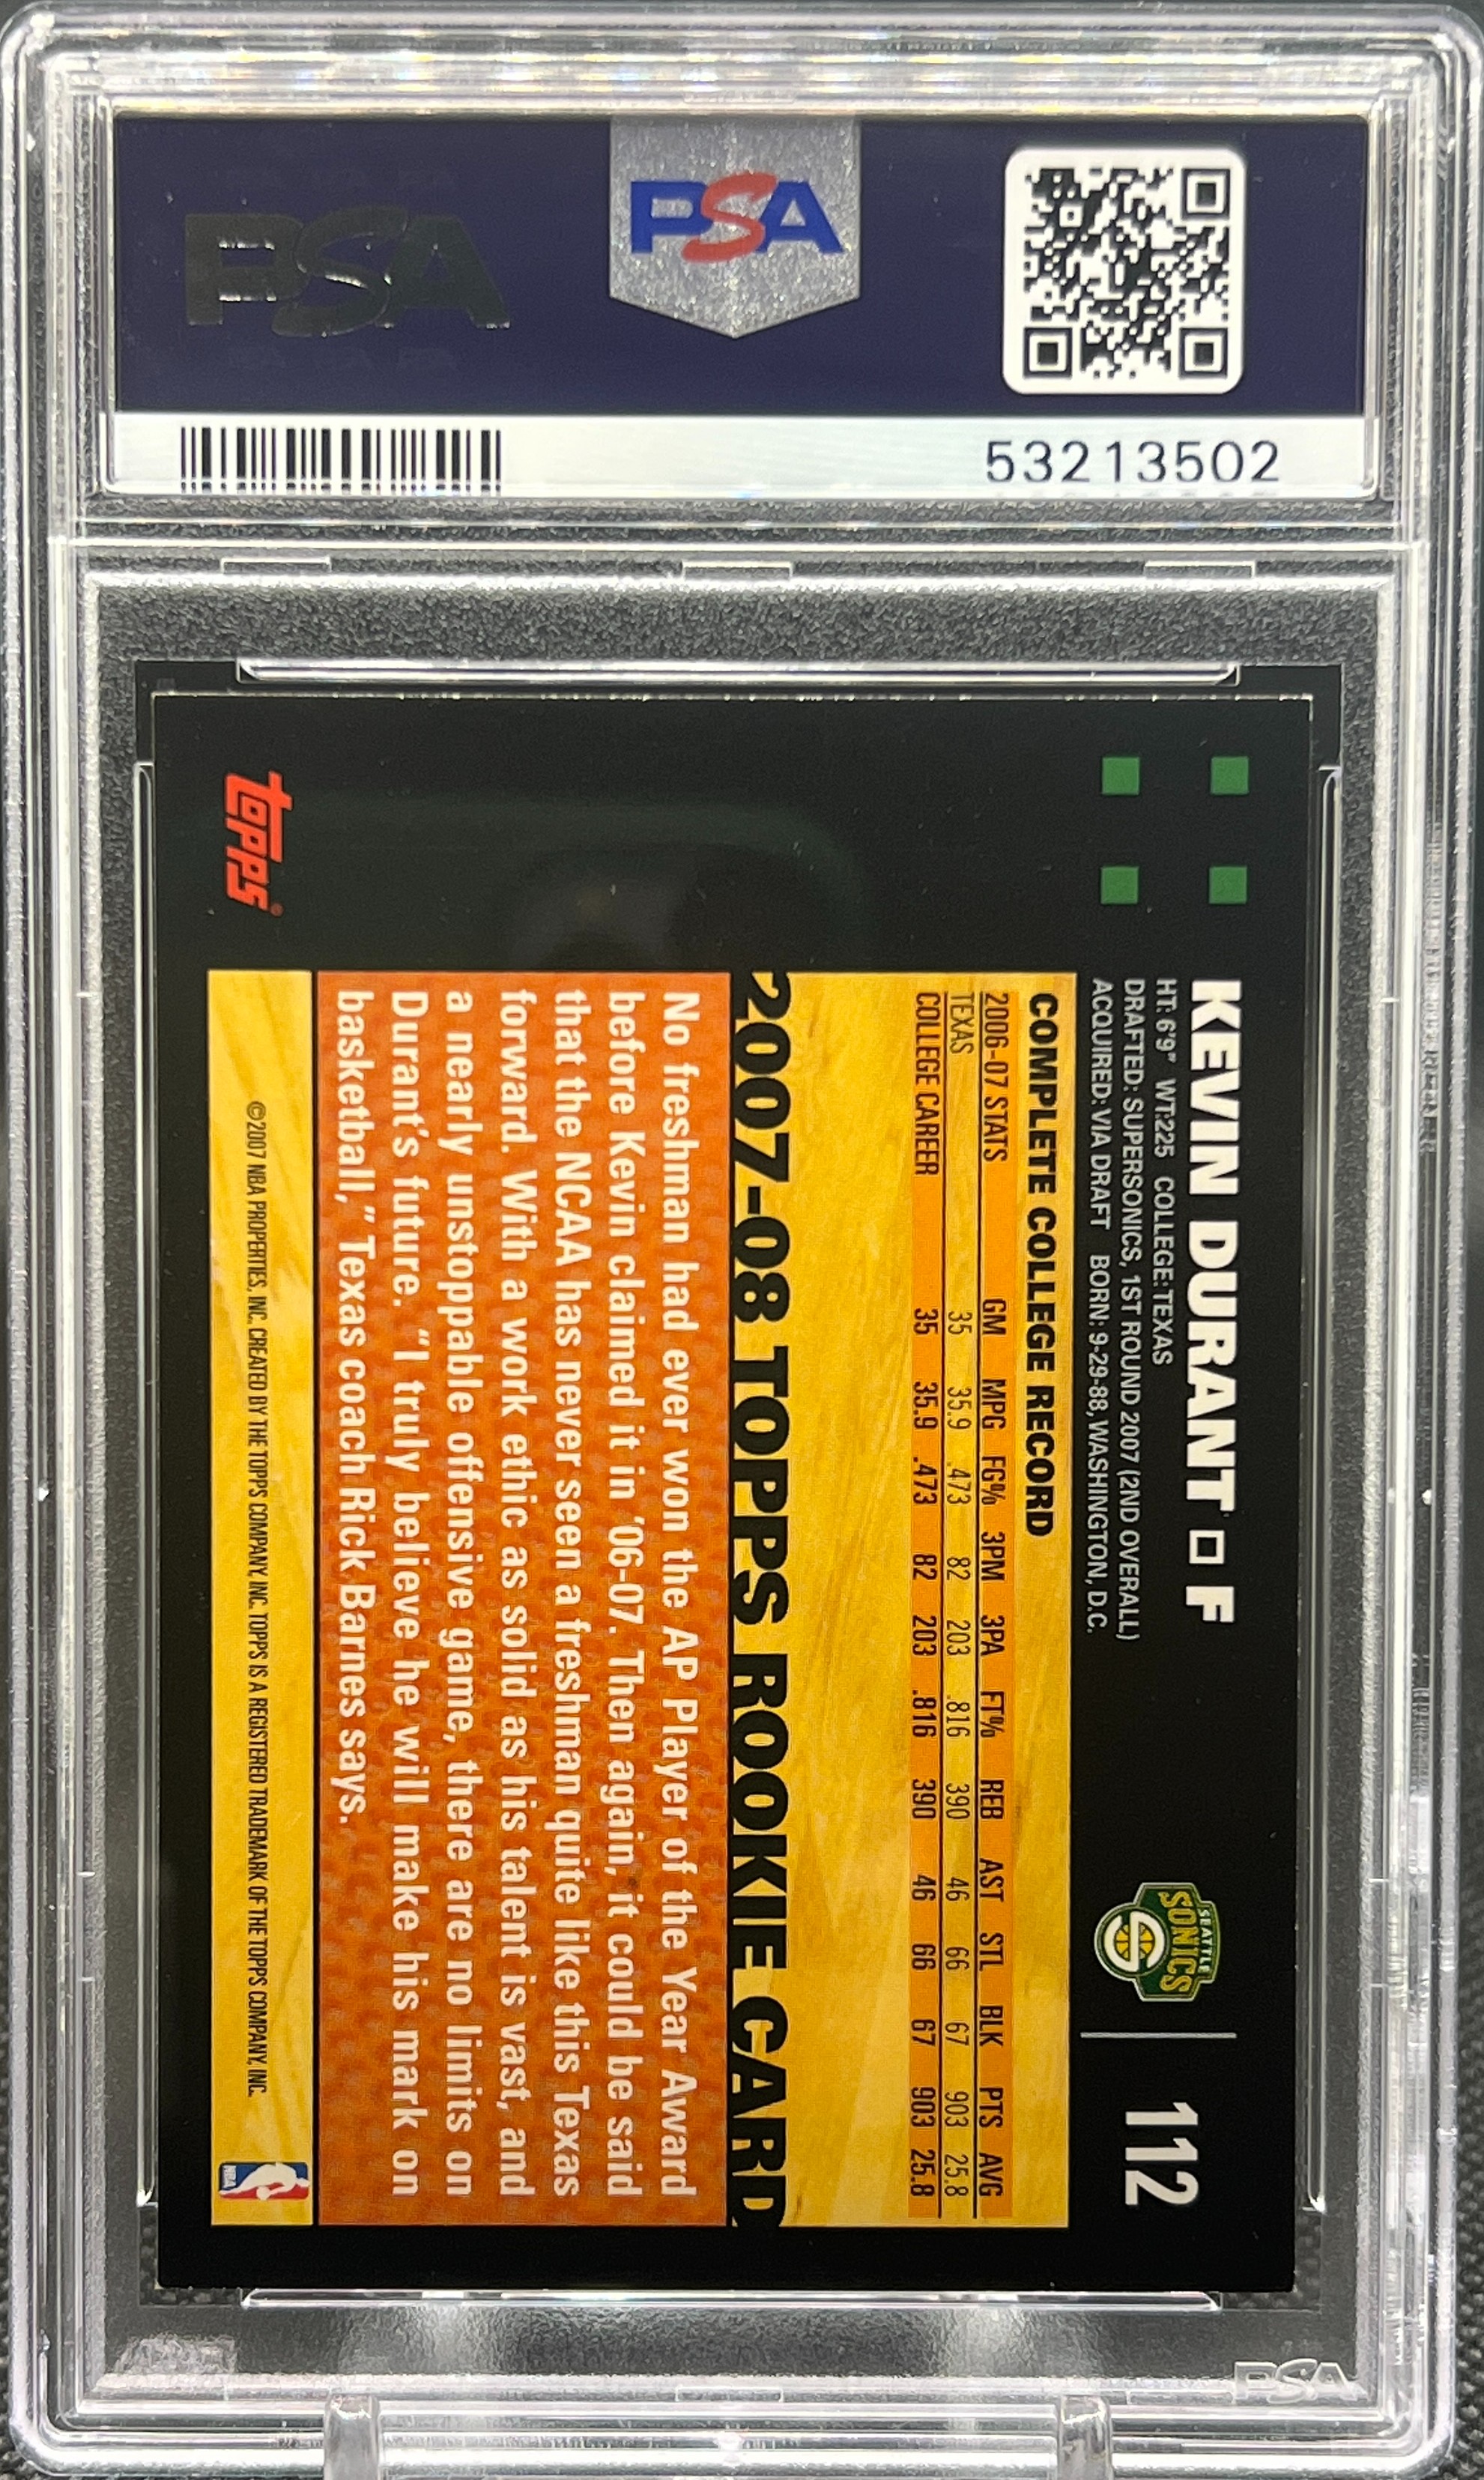 PSA
PSA
53213502
KEVIN DURANT □ F
HT: 6'9" WT:225 COLLEGE:TEXAS
DRAFTED: SUPERSONICS, 1ST ROUND 2007 (2ND OVERALL)
ACQUIRED: VIA DRAFT BORN: 9-29-88, WASHINGTON, D.C.
SEATTLE
SONICS
112
COMPLETE COLLEGE RECORD
2006-07 STATS GM MPG FG% 3PM 3PA FT% REB AST STL BLK PTS AVG
TEXAS 35 35.9 .473 82 203 .816 390 46 66 67 903 25.8
COLLEGE CAREER 35 35.9 .473 82 203 .816 390 46 66 67 903 25.8
2007-08 TOPPS ROOKIE CARD
No freshman had ever won the AP Player of the Year Award
before Kevin claimed it in '06-07. Then again, it could be said
that the NCAA has never seen a freshman quite like this Texas
forward. With a work ethic as solid as his talent is vast, and
a nearly unstoppable offensive game, there are no limits on
Durant's future. "I truly believe he will make his mark on
basketball," Texas coach Rick Barnes says.
©2007 NBA PROPERTIES, INC. CREATED BY THE TOPPS COMPANY, INC. TOPPS IS A REGISTERED TRADEMARK OF THE TOPPS COMPANY, INC.
NBA
topps®
PSA